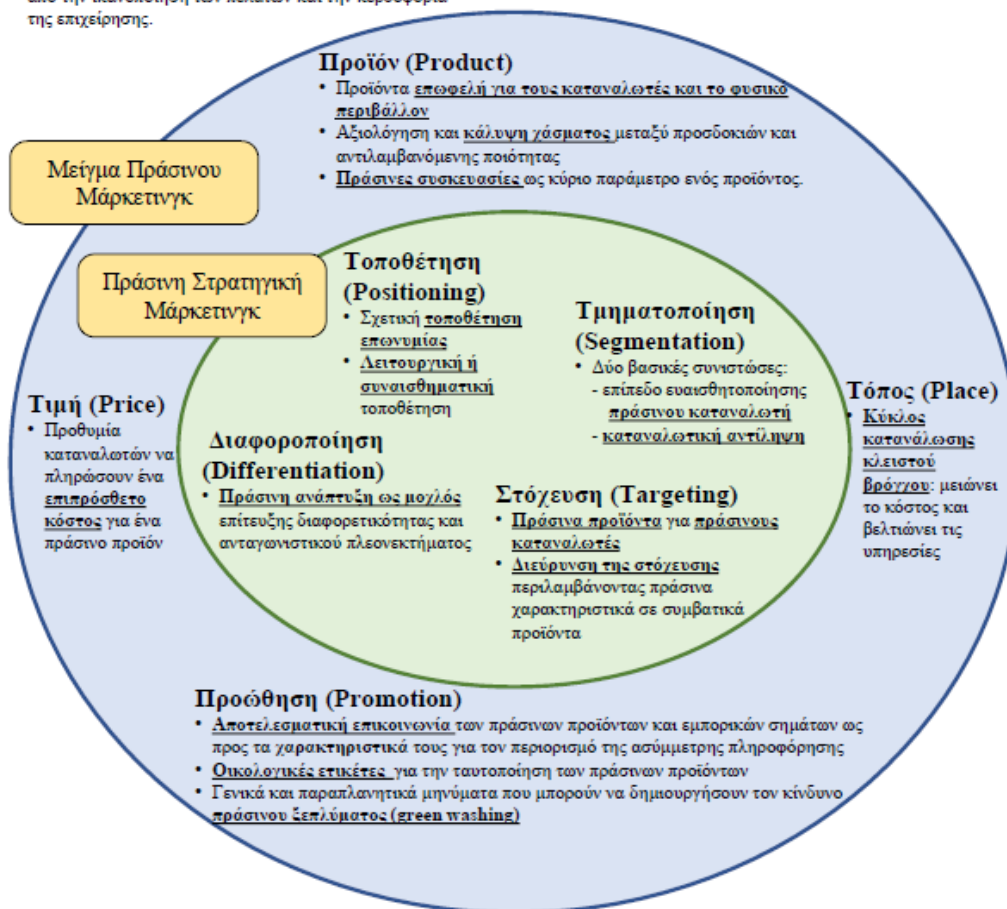 της επιχείρησης.
Προϊόν (Product)
• Προϊόντα επωφελή για τους καταναλωτές και το φυσικό
περιβάλλον
• Αξιολόγηση και κάλυψη χάσματος μεταξύ προσδοκιών και
αντιλαμβανόμενης ποιότητας
• Πράσινες συσκευασίες ως κύριο παράμετρο ενός προϊόντος.
Μείγμα Πράσινου
Μάρκετινγκ
Πράσινη Στρατηγική
Μάρκετινγκ
Τοποθέτηση
(Positioning)
• Σχετική τοποθέτηση
επωνυμίας
• Λειτουργική ή
συναισθηματική
τοποθέτηση
Τμηματοποίηση
(Segmentation)
• Δύο βασικές συνιστώσες:
- επίπεδο ευαισθητοποίησης
πράσινου καταναλωτή
- καταναλωτική αντίληψη
Τιμή (Price)
• Προθυμία
καταναλωτών να
πληρώσουν ένα
επιπρόσθετο
κόστος για ένα
πράσινο προϊόν
Διαφοροποίηση
(Differentiation)
• Πράσινη ανάπτυξη ως μοχλός
επίτευξης διαφορετικότητας και
ανταγωνιστικού πλεονεκτήματος
Στόχευση (Targeting)
• Πράσινα προϊόντα για πράσινους
καταναλωτές
• Διεύρυνση της στόχευσης
περιλαμβάνοντας πράσινα
χαρακτηριστικά σε συμβατικά
προϊόντα
Τόπος (Place)
• Κύκλος
κατανάλωσης
κλειστού
βρόγχου: μειώνει
το κόστος και
βελτιώνει τις
υπηρεσίες
Προώθηση (Promotion)
• Αποτελεσματική επικοινωνία των πράσινων προϊόντων και εμπορικών σημάτων ως
προς τα χαρακτηριστικά τους για τον περιορισμό της ασύμμετρης πληροφόρησης
• Οικολογικές ετικέτες για την ταυτοποίηση των πράσινων προϊόντων
• Γενικά και παραπλανητικά μηνύματα που μπορούν να δημιουργήσουν τον κίνδυνο
πράσινου ξεπλύματος (green washing)